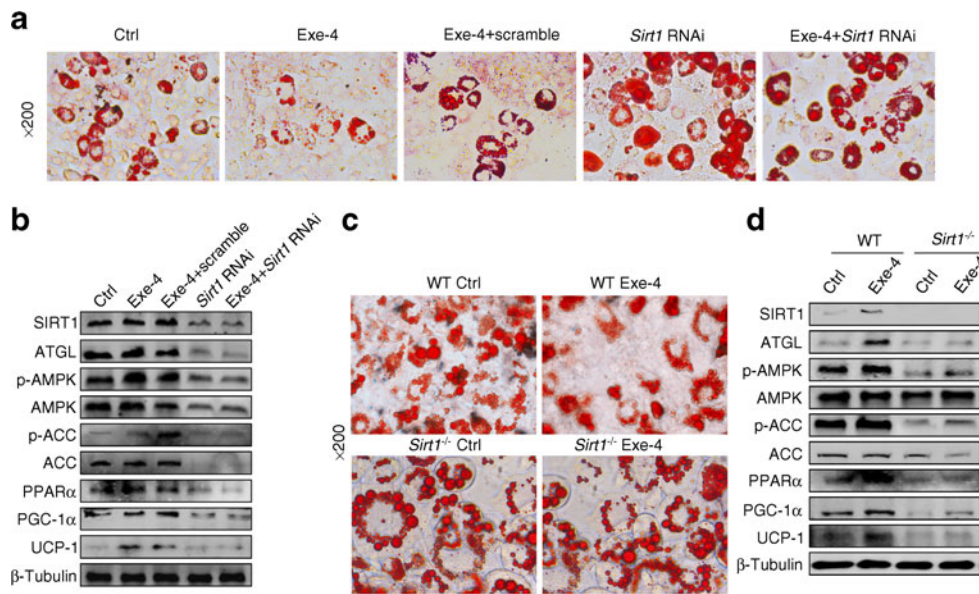 a
Ctrl Exe-4 Exe-4+scramble Sirt1 RNAi Exe-4+Sirt1 RNAi
×200
b
Ctrl Exe-4 Exe-4+scramble Sirt1 RNAi Exe-4+Sirt1 RNAi
SIRT1
ATGL
p-AMPK
AMPK
p-ACC
ACC
PPARα
PGC-1α
UCP-1
β-Tubulin
c
WT Ctrl WT Exe-4
×200
Sirt1-/- Ctrl Sirt1-/- Exe-4
d
WT Sirt1-/-
Ctrl Exe-4 Ctrl Exe-4
SIRT1
ATGL
p-AMPK
AMPK
p-ACC
ACC
PPARα
PGC-1α
UCP-1
β-Tubulin